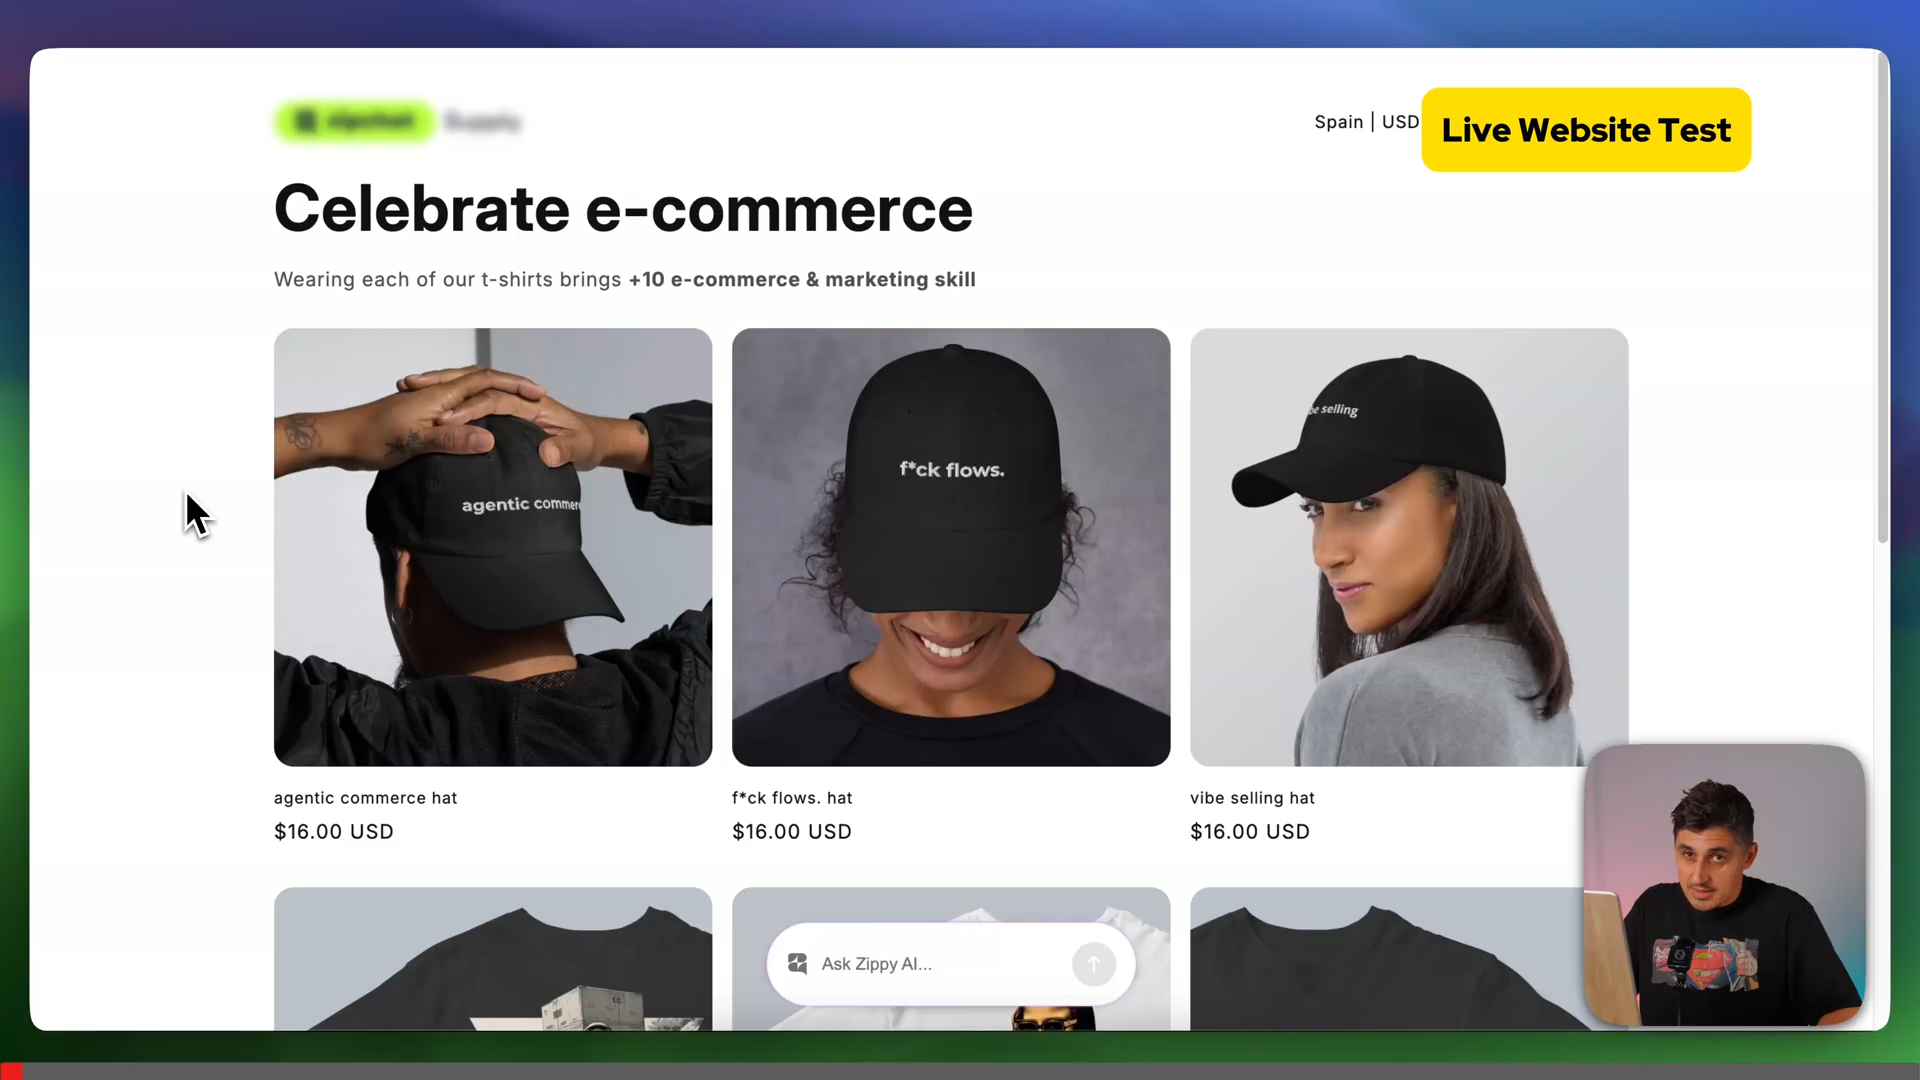 Spain | USD
Live Website Test
Celebrate e-commerce
Wearing each of our t-shirts brings +10 e-commerce & marketing skill
agentic commer
f*ck flows.
be selling
agentic commerce hat
$16.00 USD
f*ck flows. hat
$16.00 USD
vibe selling hat
$16.00 USD
Ask Zippy AI...